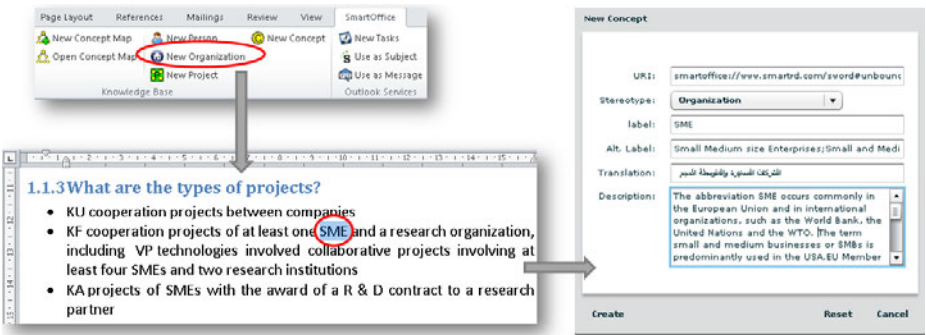 Page Layout References Mailings Review View SmartOffice
New Concept Map New Person New Concept New Tasks
Open Concept Map New Organization Use as Subject
New Project Use as Message
Knowledge Base Outlook Services
1.1.3 What are the types of projects?
• KU cooperation projects between companies
• KF cooperation projects of at least one SME and a research organization,
including VP technologies involved collaborative projects involving at
least four SMEs and two research institutions
• KA projects of SMEs with the award of a R & D contract to a research
partner
New Concept
URI: smartoffice://www.smartrd.com/sword#unbounc
Stereotype: Organization
label: SME
Alt. Label: Small Medium size Enterprises;Small and Medi
Translation: الشركات
Description: The abbreviation SME occurs commonly in
the European Union and in international
organizations, such as the World Bank, the
United Nations and the WTO. The term
small and medium businesses or SMBs is
predominantly used in the USA.EU Member
Create Reset Cancel